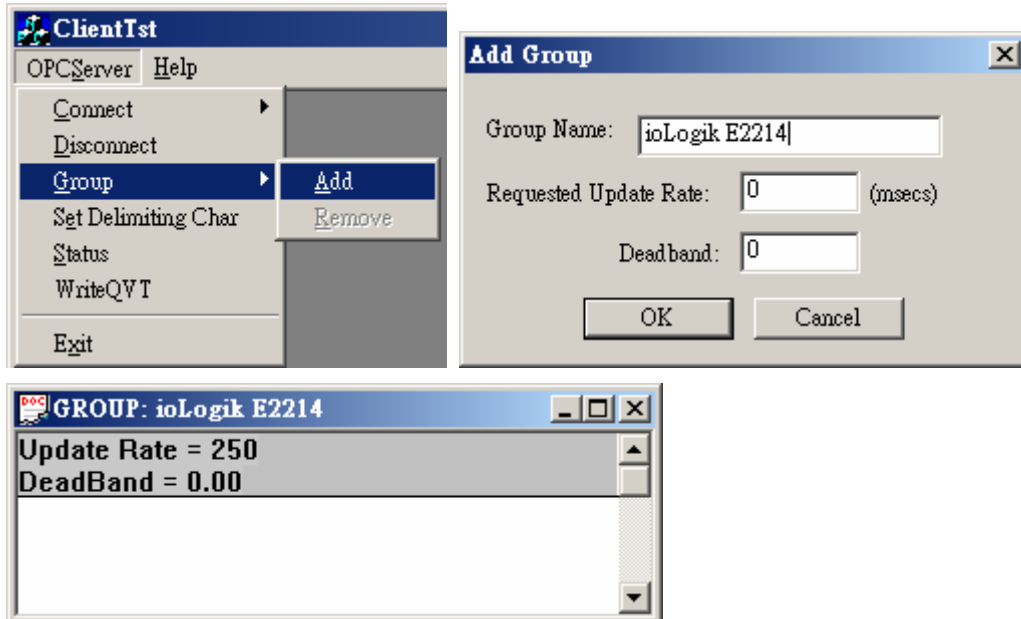 ClientTst
OPCServer Help
Connect
Disconnect
Group
Set Delimiting Char
Status
WriteQVT
Exit
Add
Remove
Add Group
Group Name: ioLogik E2214
Requested Update Rate: 0 (msecs)
Deadband: 0
OK Cancel
DOC
GROUP: ioLogik E2214
Update Rate = 250
DeadBand = 0.00